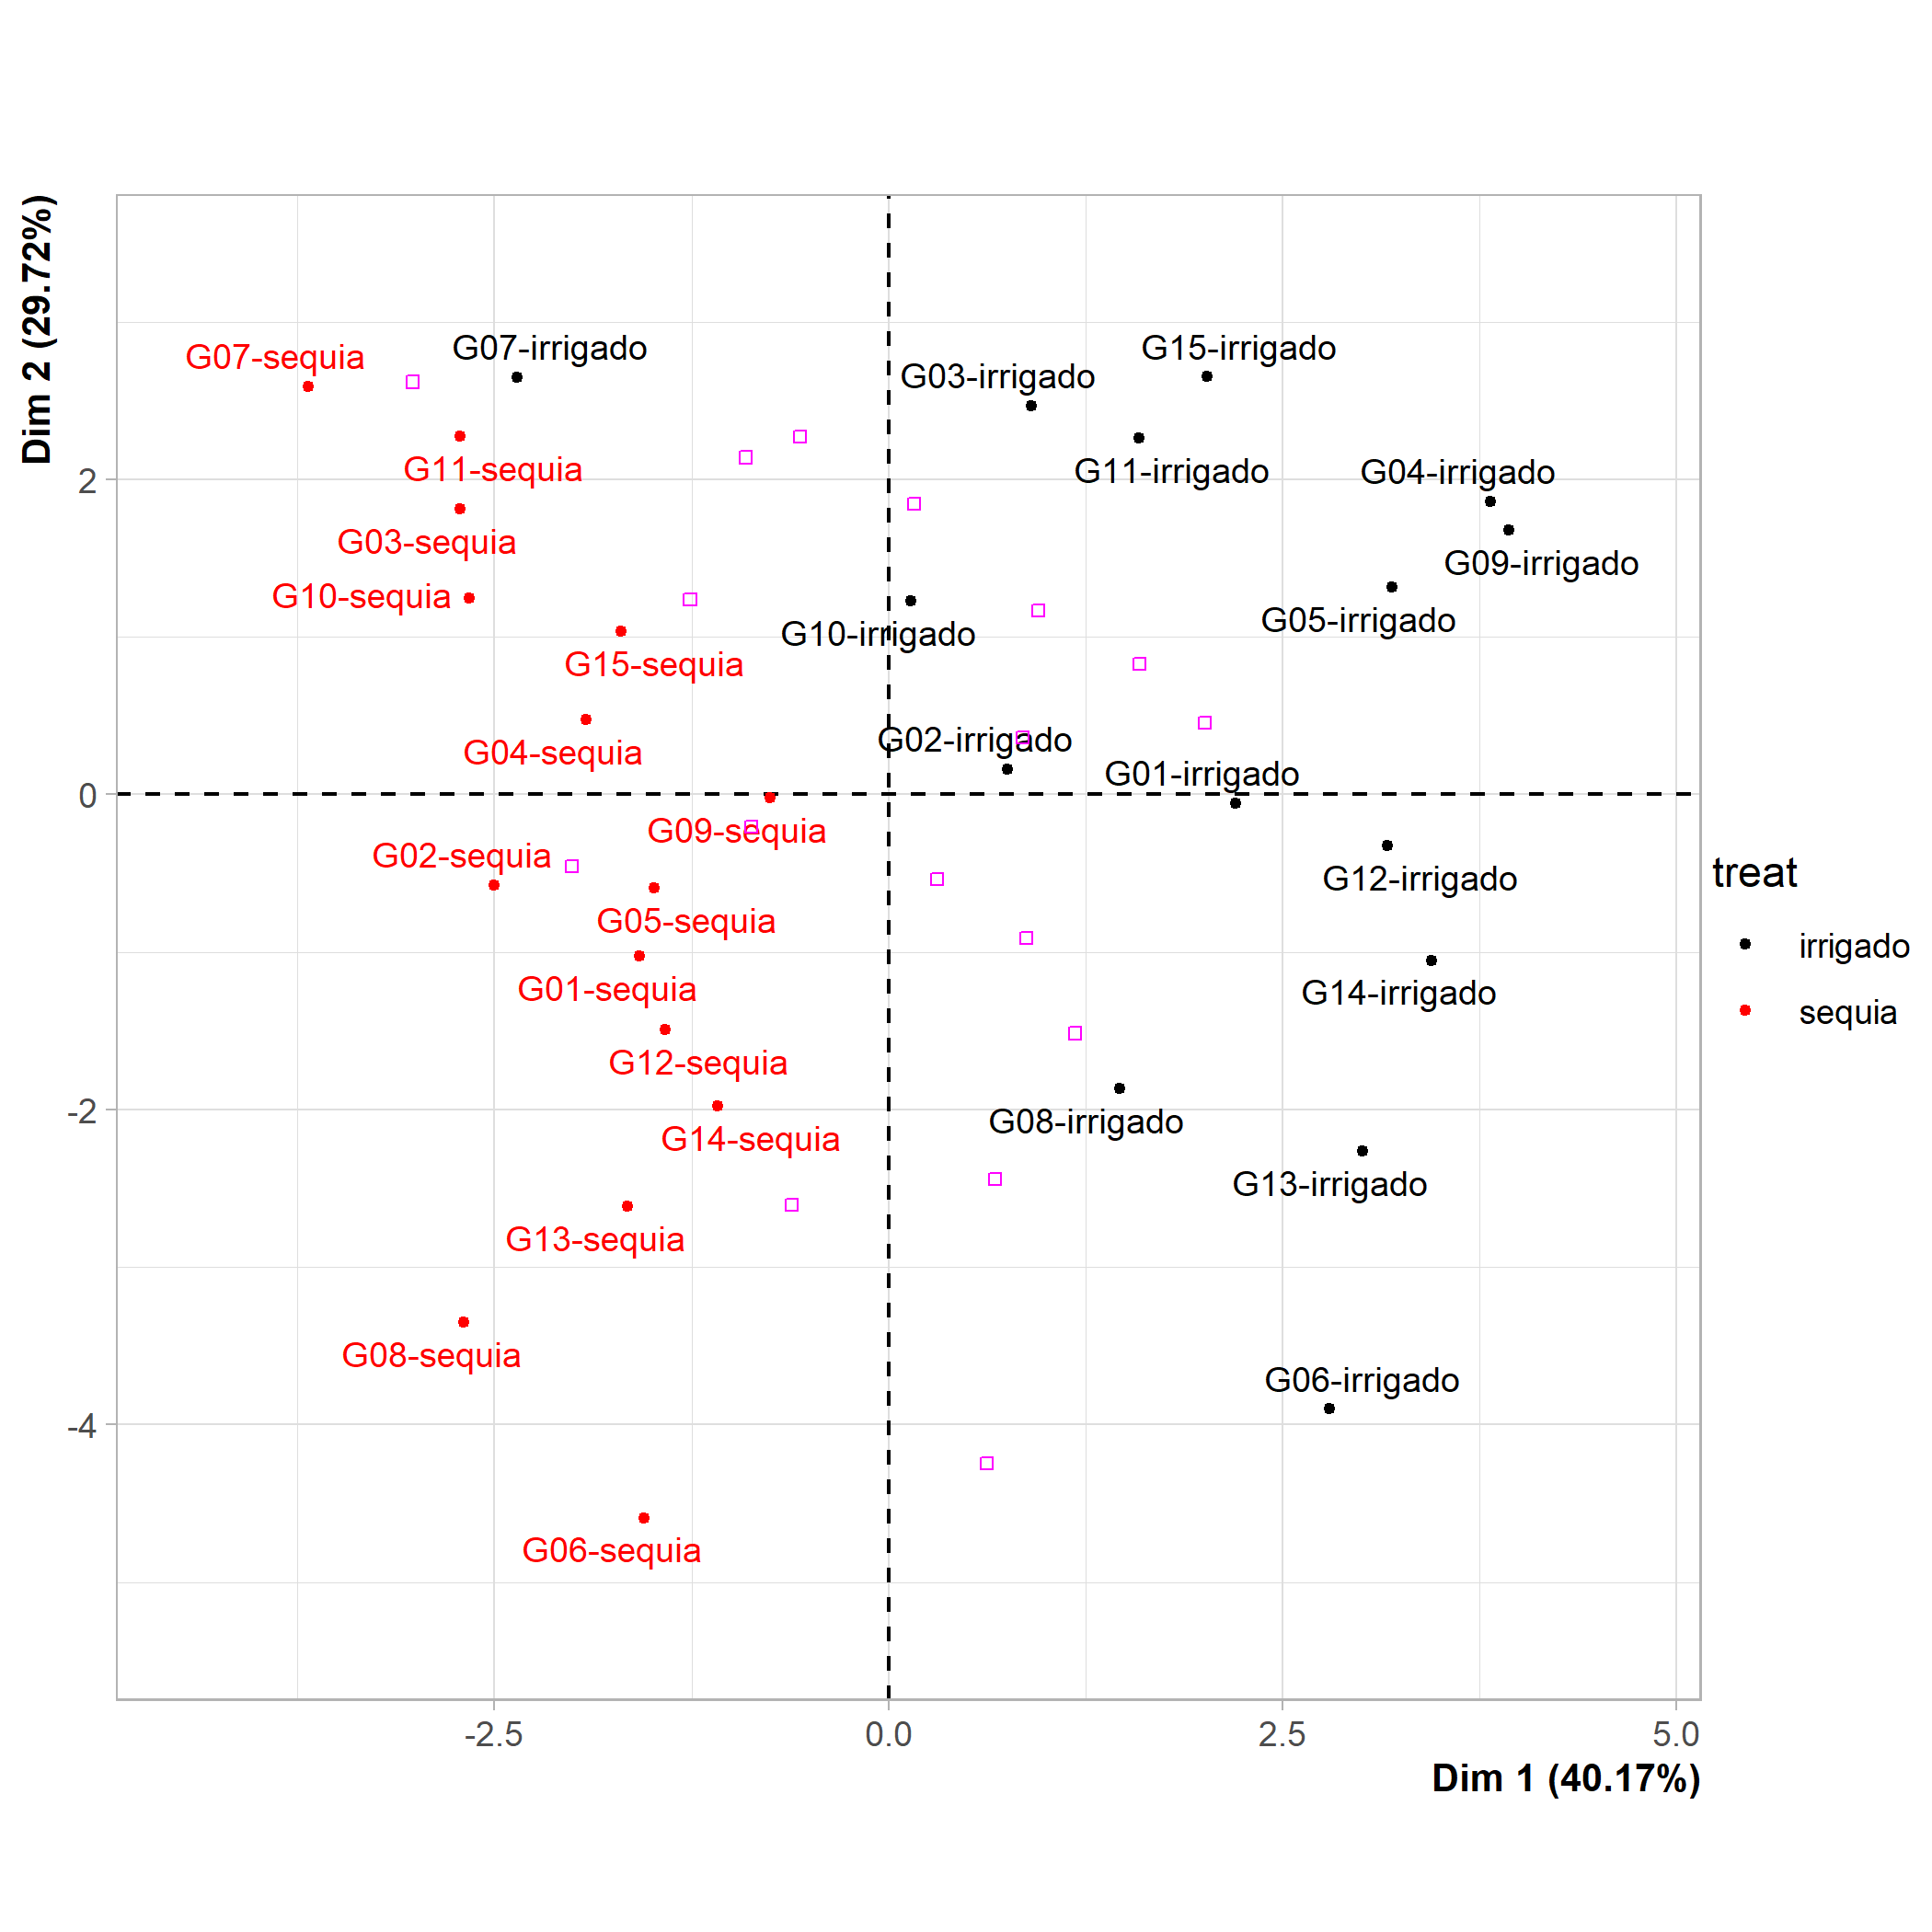 Dim 2 (29.72%)
G07-sequia
G07-irrigado
G15-irrigado
G03-irrigado
G11-sequia
G11-irrigado
G04-irrigado
2
G03-sequia
G09-irrigado
G10-sequia
G05-irrigado
G10-irrigado
G15-sequia
G04-sequia
G02-irrigado
G01-irrigado
0
G09-sequia
G02-sequia
G12-irrigado
treat
G05-sequia
irrigado
G01-sequia
G14-irrigado
sequia
G12-sequia
-2
G08-irrigado
G14-sequia
G13-irrigado
G13-sequia
G08-sequia
G06-irrigado
-4
G06-sequia
-2.5 0.0 2.5 5.0
Dim 1 (40.17%)